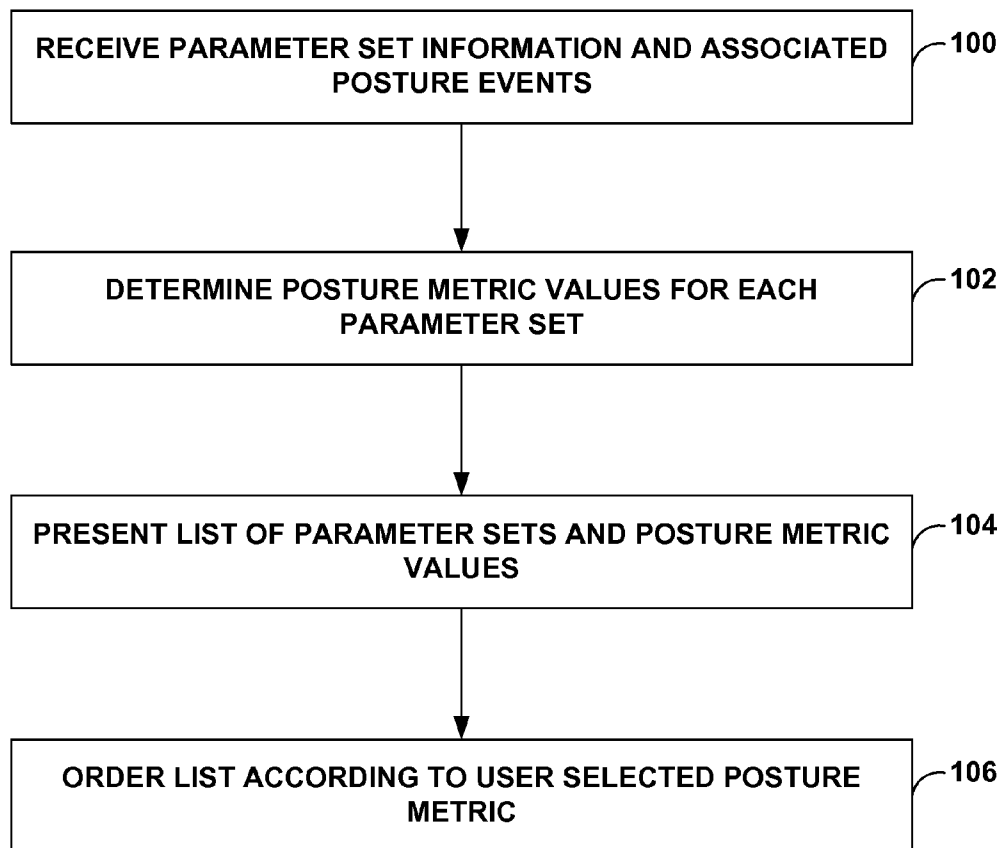 RECEIVE PARAMETER SET INFORMATION AND ASSOCIATED
POSTURE EVENTS
100
DETERMINE POSTURE METRIC VALUES FOR EACH
PARAMETER SET
102
PRESENT LIST OF PARAMETER SETS AND POSTURE METRIC
VALUES
104
ORDER LIST ACCORDING TO USER SELECTED POSTURE
METRIC
106